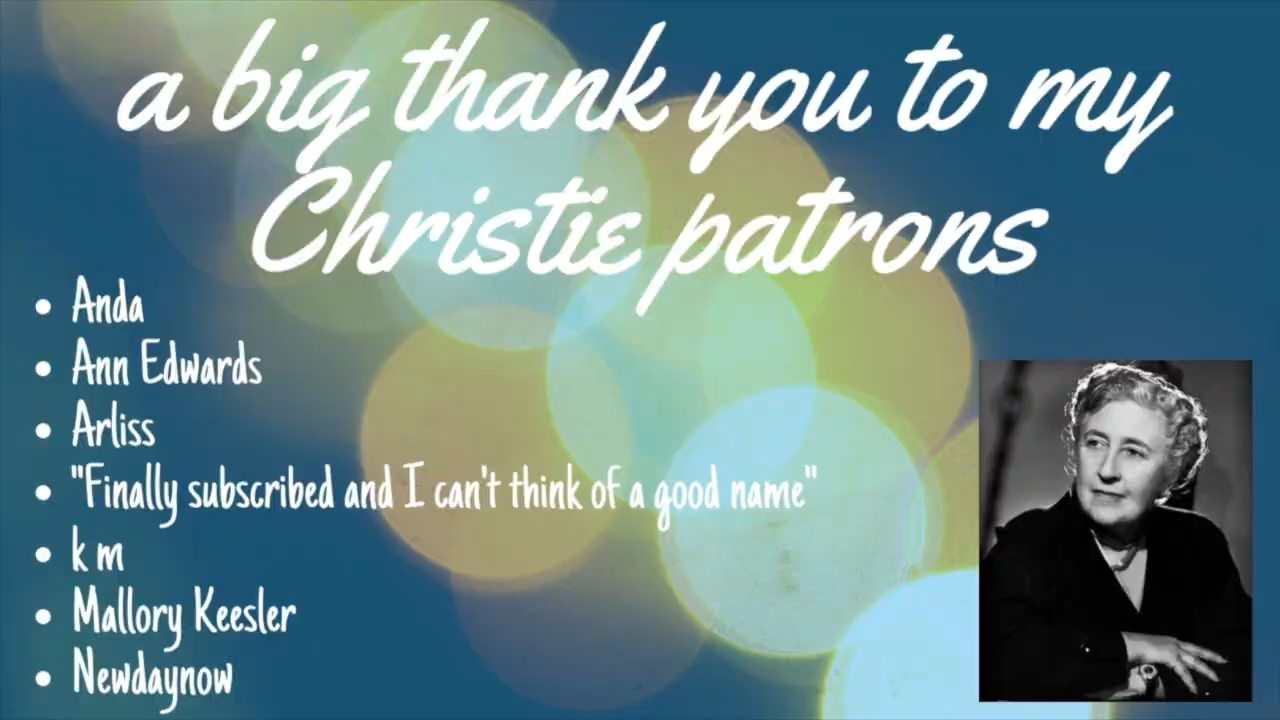 a big thank you to my
Christie patrons
• Anda
• Ann Edwards
• Arliss
• "Finally subscribed and I can't think of a good name"
• k m
• Mallory Keesler
• Newdaynow